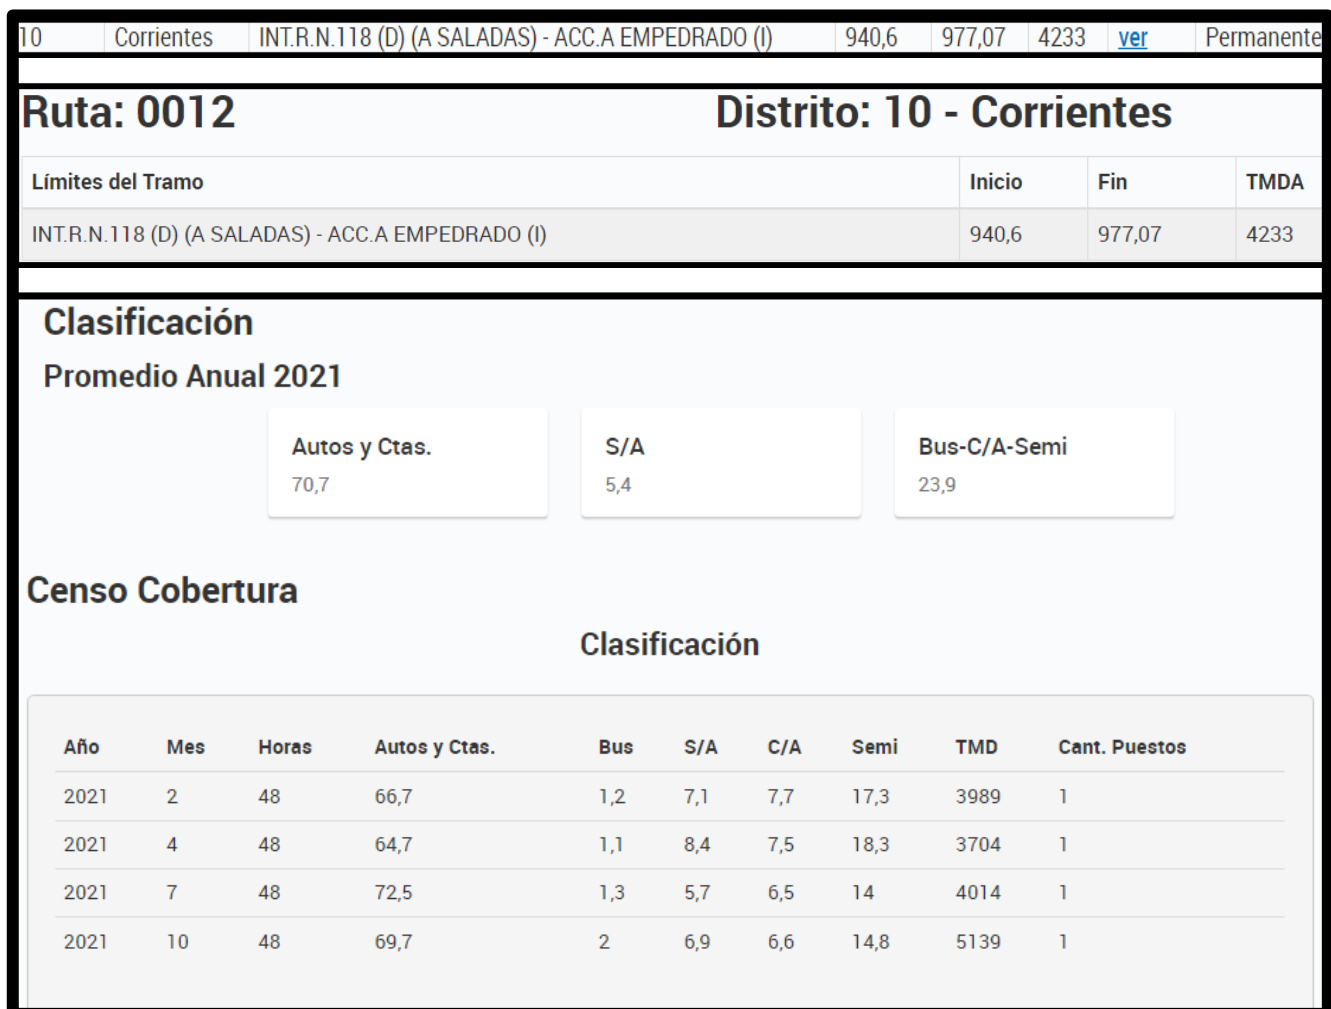 10 Corrientes INT.R.N.118 (D) (A SALADAS) - ACC.A EMPEDRADO (I) 940,6 977,07 4233 ver Permanente
Ruta: 0012 Distrito: 10 - Corrientes
Límites del Tramo Inicio Fin TMDA
INT.R.N.118 (D) (A SALADAS) - ACC.A EMPEDRADO (I) 940,6 977,07 4233
Clasificación
Promedio Anual 2021
Autos y Ctas. S/A Bus-C/A-Semi
70,7 5,4 23,9
Censo Cobertura
Clasificación
Año Mes Horas Autos y Ctas. Bus S/A C/A Semi TMD Cant. Puestos
2021 2 48 66,7 1,2 7,1 7,7 17,3 3989 1
2021 4 48 64,7 1,1 8,4 7,5 18,3 3704 1
2021 7 48 72,5 1,3 5,7 6,5 14 4014 1
2021 10 48 69,7 2 6,9 6,6 14,8 5139 1